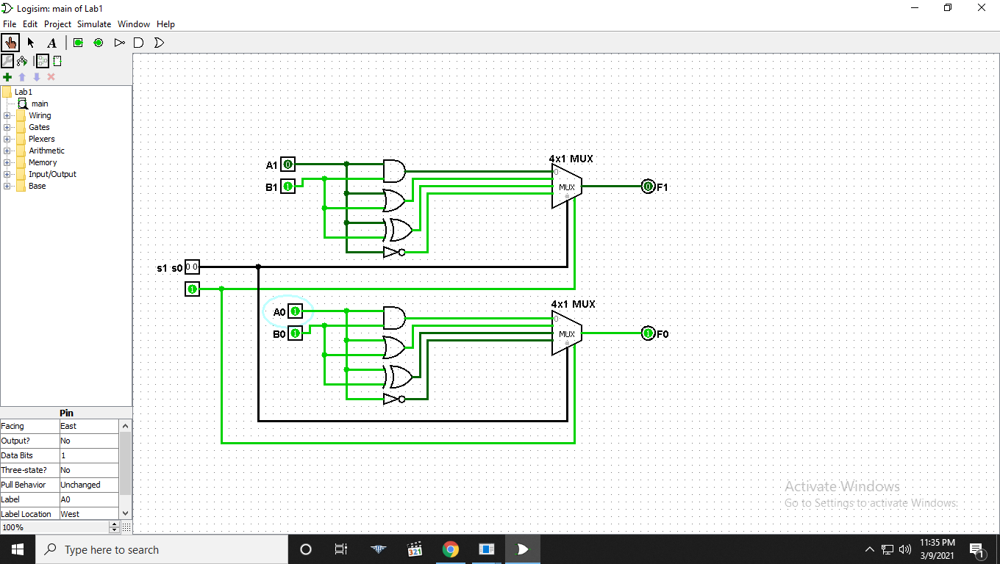 Logisim: main of Lab1
File Edit Project Simulate Window Help
A
Lab1
main
Wiring
Gates
Plexers
Arithmetic
Memory
Input/Output
Base
4x1 MUX
A1 0
0
B1 1
MUX
0 F1
s1 s0 0 0
1
4x1 MUX
A0 1
0
B0 1
MUX
1 F0
Pin
Facing East
Output? No
Data Bits 1
Three-state? No
Pull Behavior Unchanged
Label A0
Label Location West
100%
Activate Windows
Go to Settings to activate Windows.
Type here to search
321
11:35 PM
3/9/2021
1